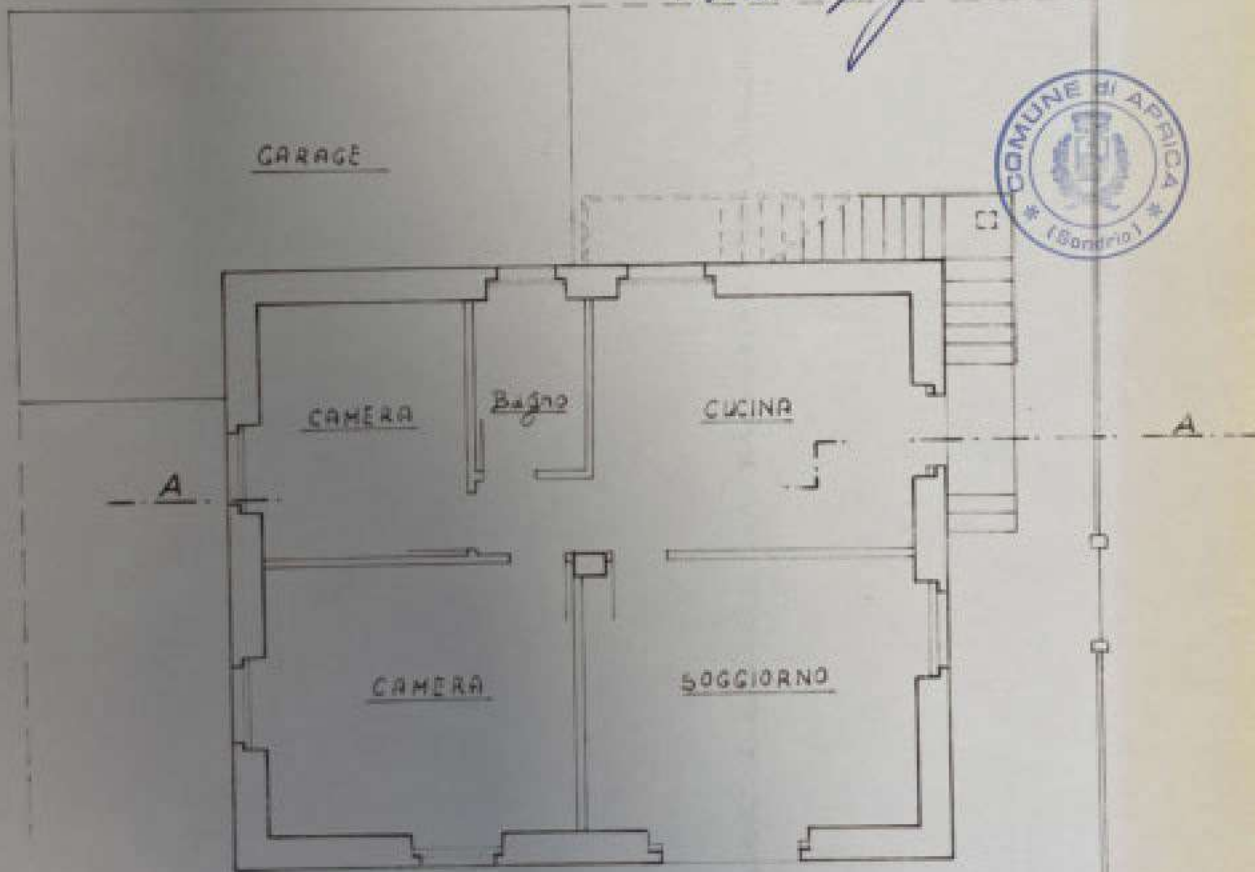 COMUNE di APRICA
(Sondrio)
GARAGE
CAMERA
Bagno
CUCINA
A
A
CAMERA
SOGGIORNO